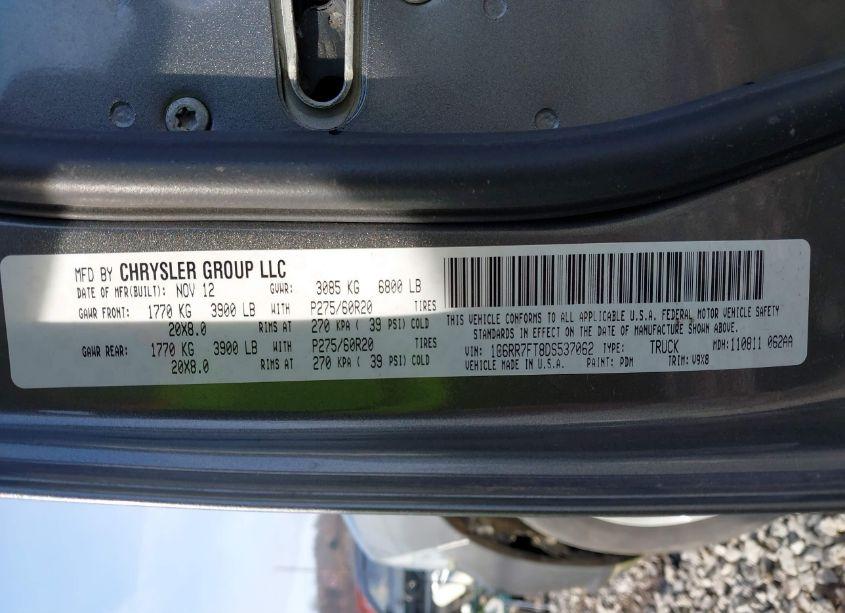 MFD BY CHRYSLER GROUP LLC
DATE OF MFR(BUILT): NOV 12 GVWR: 3085 KG 6800 LB
GAWR FRONT: 1770 KG 3900 LB WITH P275/60R20 TIRES
20X8.0 RIMS AT 270 KPA ( 39 PSI) COLD
GAWR REAR: 1770 KG 3900 LB WITH P275/60R20 TIRES
20X8.0 RIMS AT 270 KPA ( 39 PSI) COLD
THIS VEHICLE CONFORMS TO ALL APPLICABLE U.S.A. FEDERAL MOTOR VEHICLE SAFETY
STANDARDS IN EFFECT ON THE DATE OF MANUFACTURE SHOWN ABOVE.
VIN: 1C6RR7FT8DS537062 TYPE: TRUCK MDH:110811 062AA
VEHICLE MADE IN U.S.A. PAINT: PDM TRIM: V9X8